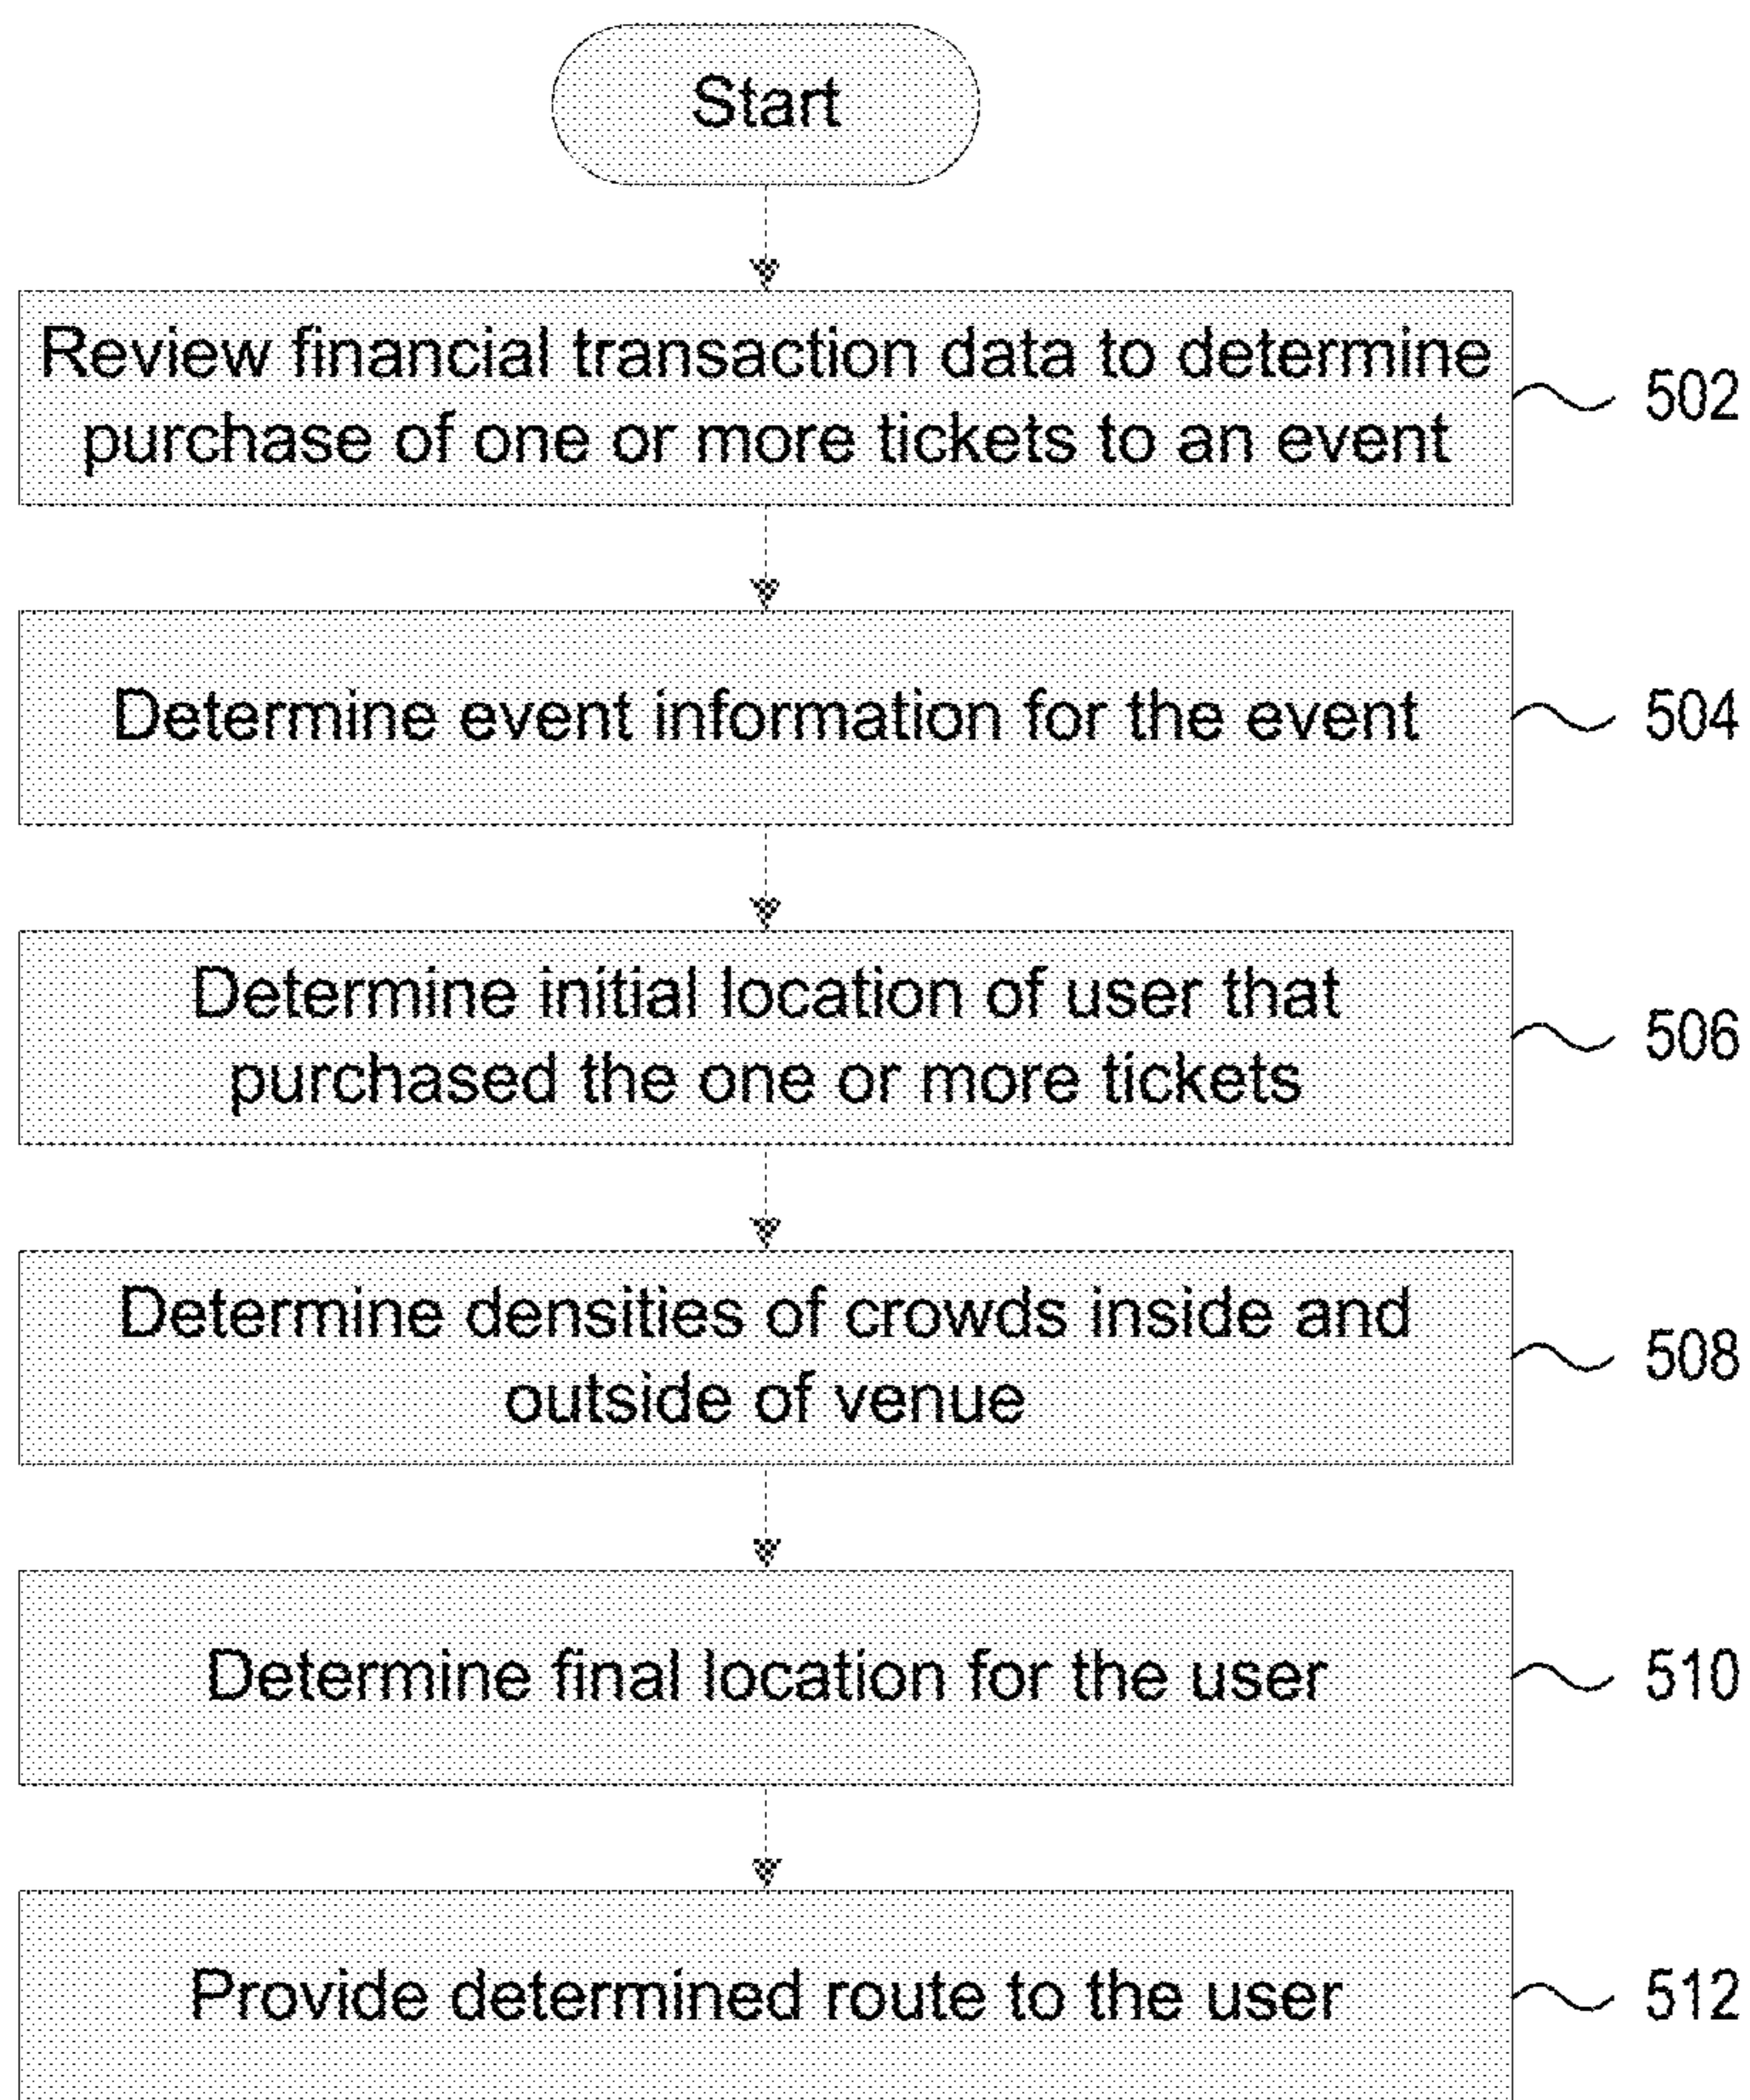 Start
Review financial transaction data to determine
purchase of one or more tickets to an event
502
Determine event information for the event
504
Determine initial location of user that
purchased the one or more tickets
506
Determine densities of crowds inside and
outside of venue
508
Determine final location for the user
510
Provide determined route to the user
512